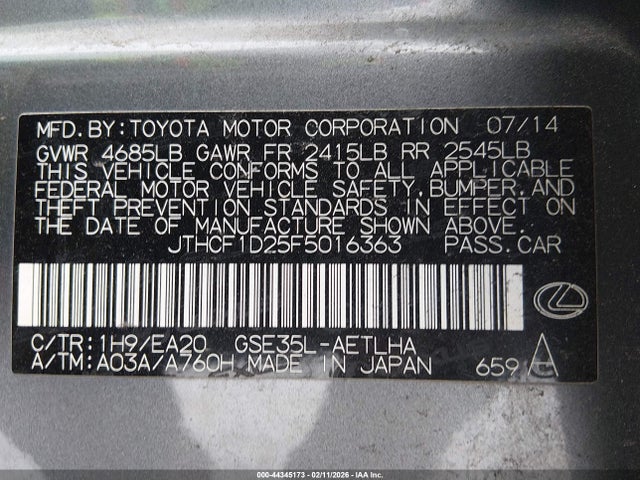 MFD.BY:TOYOTA MOTOR CORPORATION 07/14
GVWR 4685LB GAWR FR 2415LB RR 2545LB
THIS VEHICLE CONFORMS TO ALL APPLICABLE
FEDERAL MOTOR VEHICLE SAFETY,BUMPER,AND
THEFT PREVENTION STANDARDS IN EFFECT ON
THE DATE OF MANUFACTURE SHOWN ABOVE.
JTHCF1D25F5016363 PASS.CAR
C/TR:1H9/EA20 GSE35L-AETLHA
A/TM:A03A/A760H MADE IN JAPAN 659 A
000-44345173 - 02/11/2026 - IAA Inc.